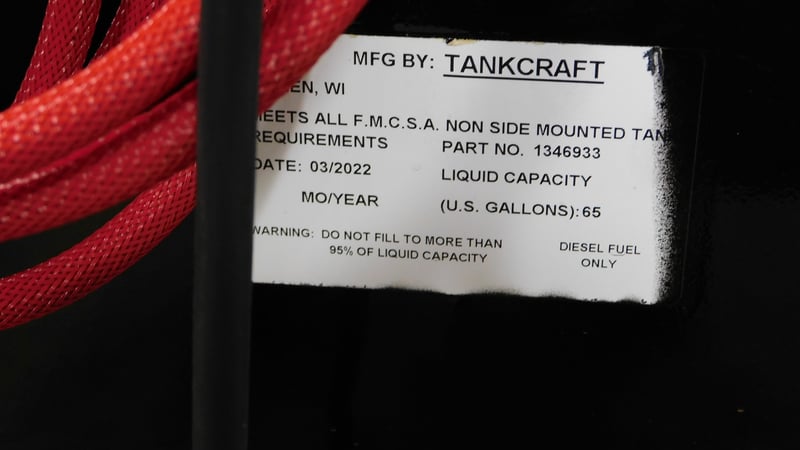 MFG BY: TANKCRAFT
EN, WI
EETS ALL F.M.C.S.A. NON SIDE MOUNTED TAN
REQUIREMENTS PART NO. 1346933
DATE: 03/2022 LIQUID CAPACITY
MO/YEAR (U.S. GALLONS): 65
WARNING: DO NOT FILL TO MORE THAN
95% OF LIQUID CAPACITY
DIESEL FUEL
ONLY